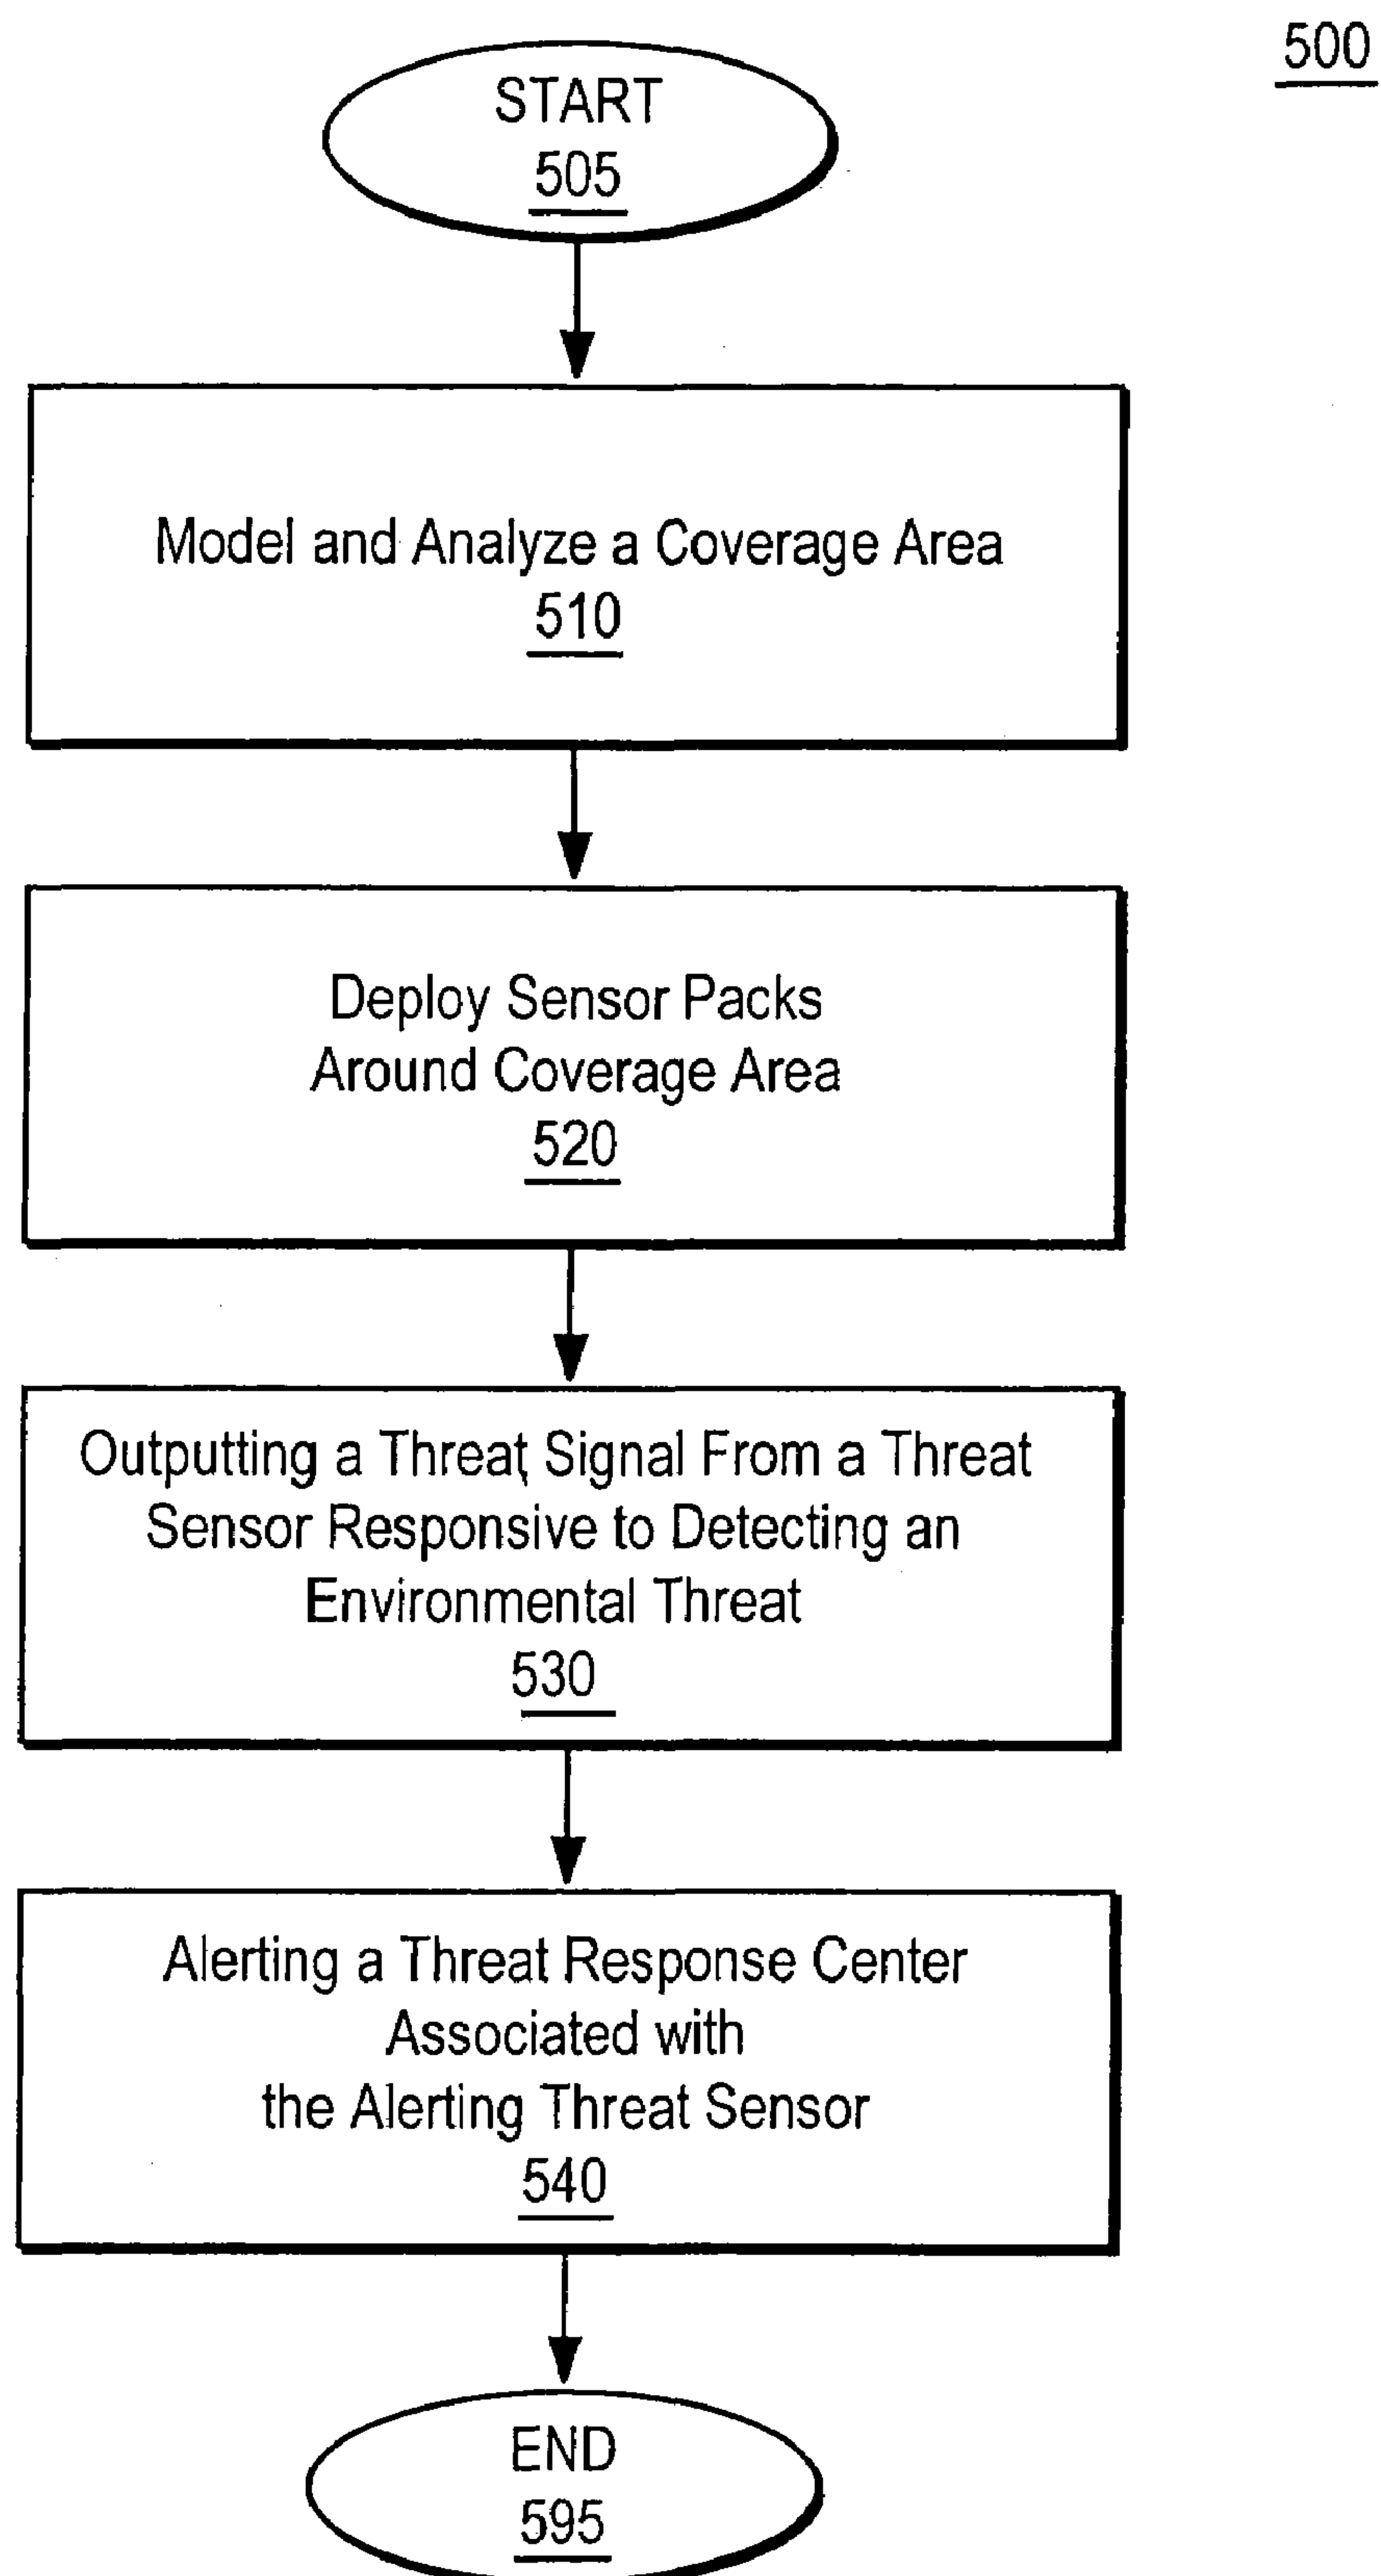 500
START
505
Model and Analyze a Coverage Area
510
Deploy Sensor Packs
Around Coverage Area
520
Outputting a Threat Signal From a Threat
Sensor Responsive to Detecting an
Environmental Threat
530
Alerting a Threat Response Center
Associated with
the Alerting Threat Sensor
540
END
595